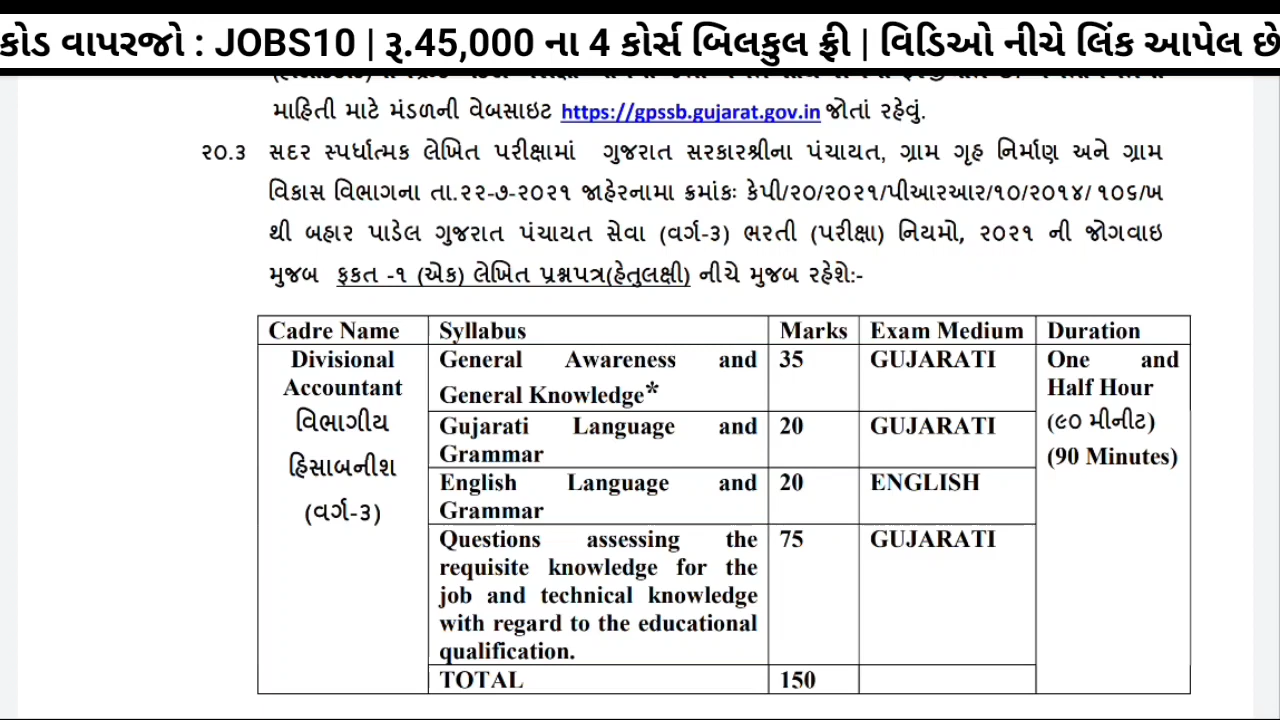 કોડ વાપરજો : JOBS10 | રૂ.45,000 ના 4 કોર્સ બિલકુલ ફ્રી | વિડિઓ નીચે લિંક આપેલ છે
માહિતી માટે મંડળની વેબસાઇટ https://gpssb.gujarat.gov.in જોતાં રહેવું.
૨૦.૩ સદર સ્પર્ધાત્મક લેખિત પરીક્ષામાં ગુજરાત સરકારશ્રીના પંચાયત, ગ્રામ ગૃહ નિર્માણ અને ગ્રામ
વિકાસ વિભાગના તા.૨૨-૭-૨૦૨૧ જાહેરનામા ક્રમાંકઃ કેપી/૨૦/૨૦૨૧/પીઆરઆર/૧૦/૨૦૧૪/ ૧૦૬/ખ
થી બહાર પાડેલ ગુજરાત પંચાયત સેવા (વર્ગ-૩) ભરતી (પરીક્ષા) નિયમો, ૨૦૨૧ ની જોગવાઇ
મુજબ ફકત -૧ (એક) લેખિત પ્રશ્નપત્ર(હેતુલક્ષી) નીચે મુજબ રહેશે:-
Cadre Name Syllabus Marks Exam Medium Duration
Divisional General Awareness and 35 GUJARATI One and
Accountant General Knowledge* Half Hour
વિભાગીય Gujarati Language and 20 GUJARATI (૯૦ મીનીટ)
Grammar (90 Minutes)
હિસાબનીશ English Language and 20 ENGLISH
(વર્ગ-૩) Grammar
Questions assessing the 75 GUJARATI
requisite knowledge for the
job and technical knowledge
with regard to the educational
qualification.
TOTAL 150